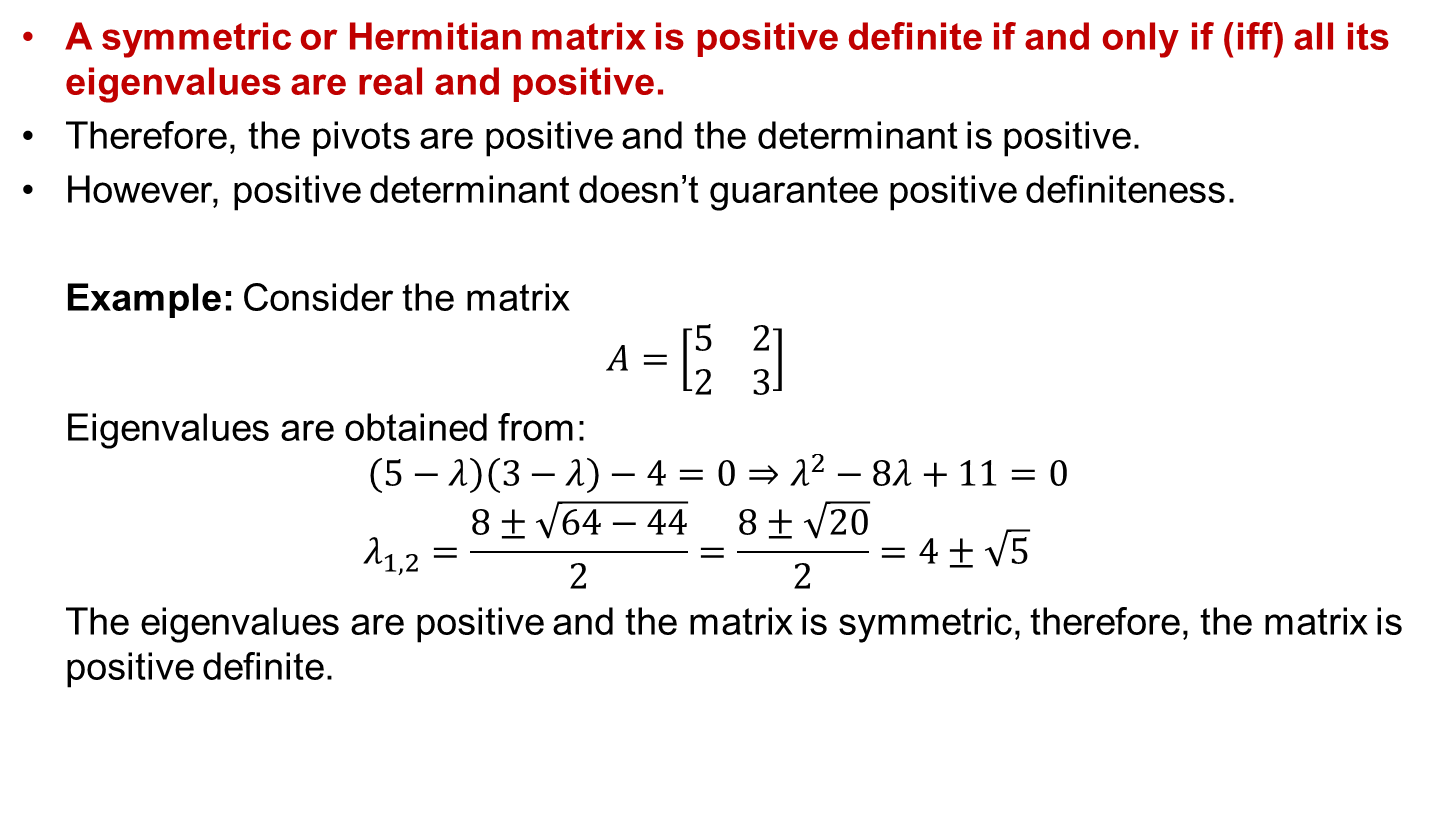 • A symmetric or Hermitian matrix is positive definite if and only if (iff) all its
eigenvalues are real and positive.
• Therefore, the pivots are positive and the determinant is positive.
• However, positive determinant doesn’t guarantee positive definiteness.
Example: Consider the matrix
𝐴 = [5 2
2 3]
Eigenvalues are obtained from:
(5 − 𝜆)(3 − 𝜆) − 4 = 0 ⇒ 𝜆² − 8𝜆 + 11 = 0
𝜆₁,₂ = (8 ± √(64 − 44))/2 = (8 ± √20)/2 = 4 ± √5
The eigenvalues are positive and the matrix is symmetric, therefore, the matrix is
positive definite.